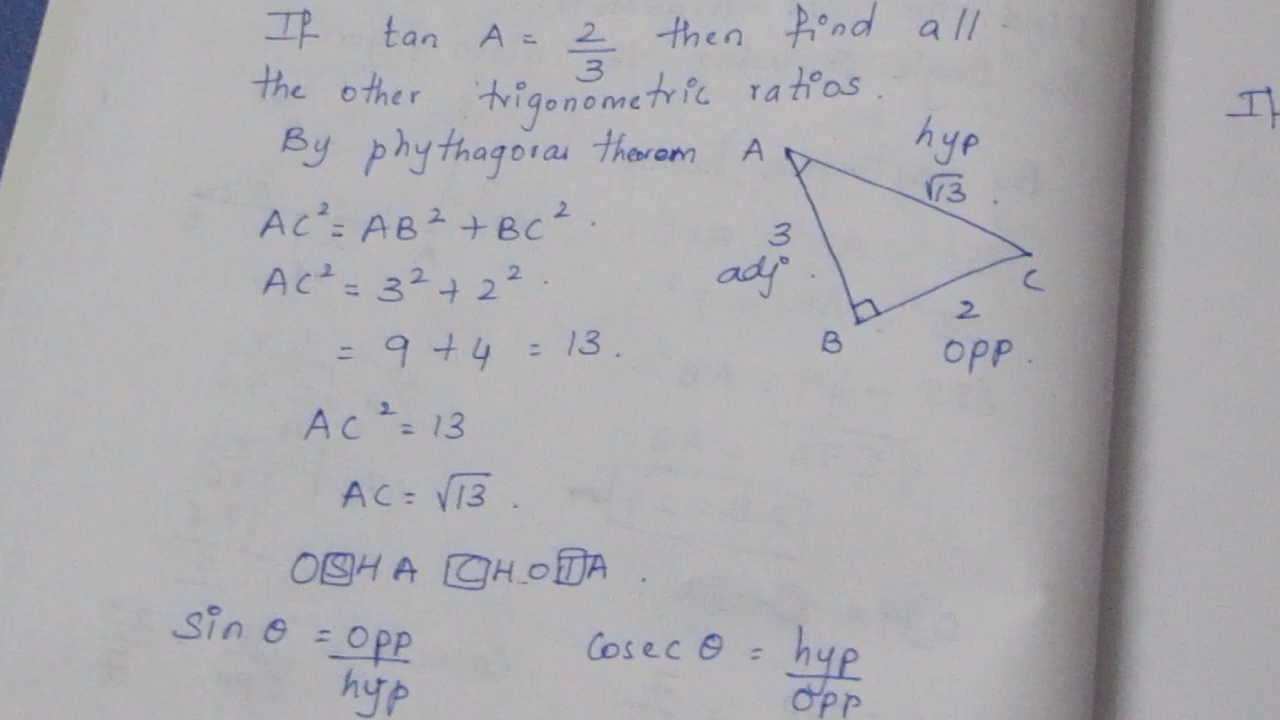 If tan A = 2/3 then find all
the other trigonometric ratios.
By phythagoras theorem
AC² = AB² + BC².
AC² = 3² + 2².
= 9 + 4 = 13.
AC² = 13
AC = √13.
A
hyp
√13.
3
adj.
B
2
opp.
C
OSHA CHOTA.
Sin θ = opp/hyp
Cosec θ = hyp/opp
If